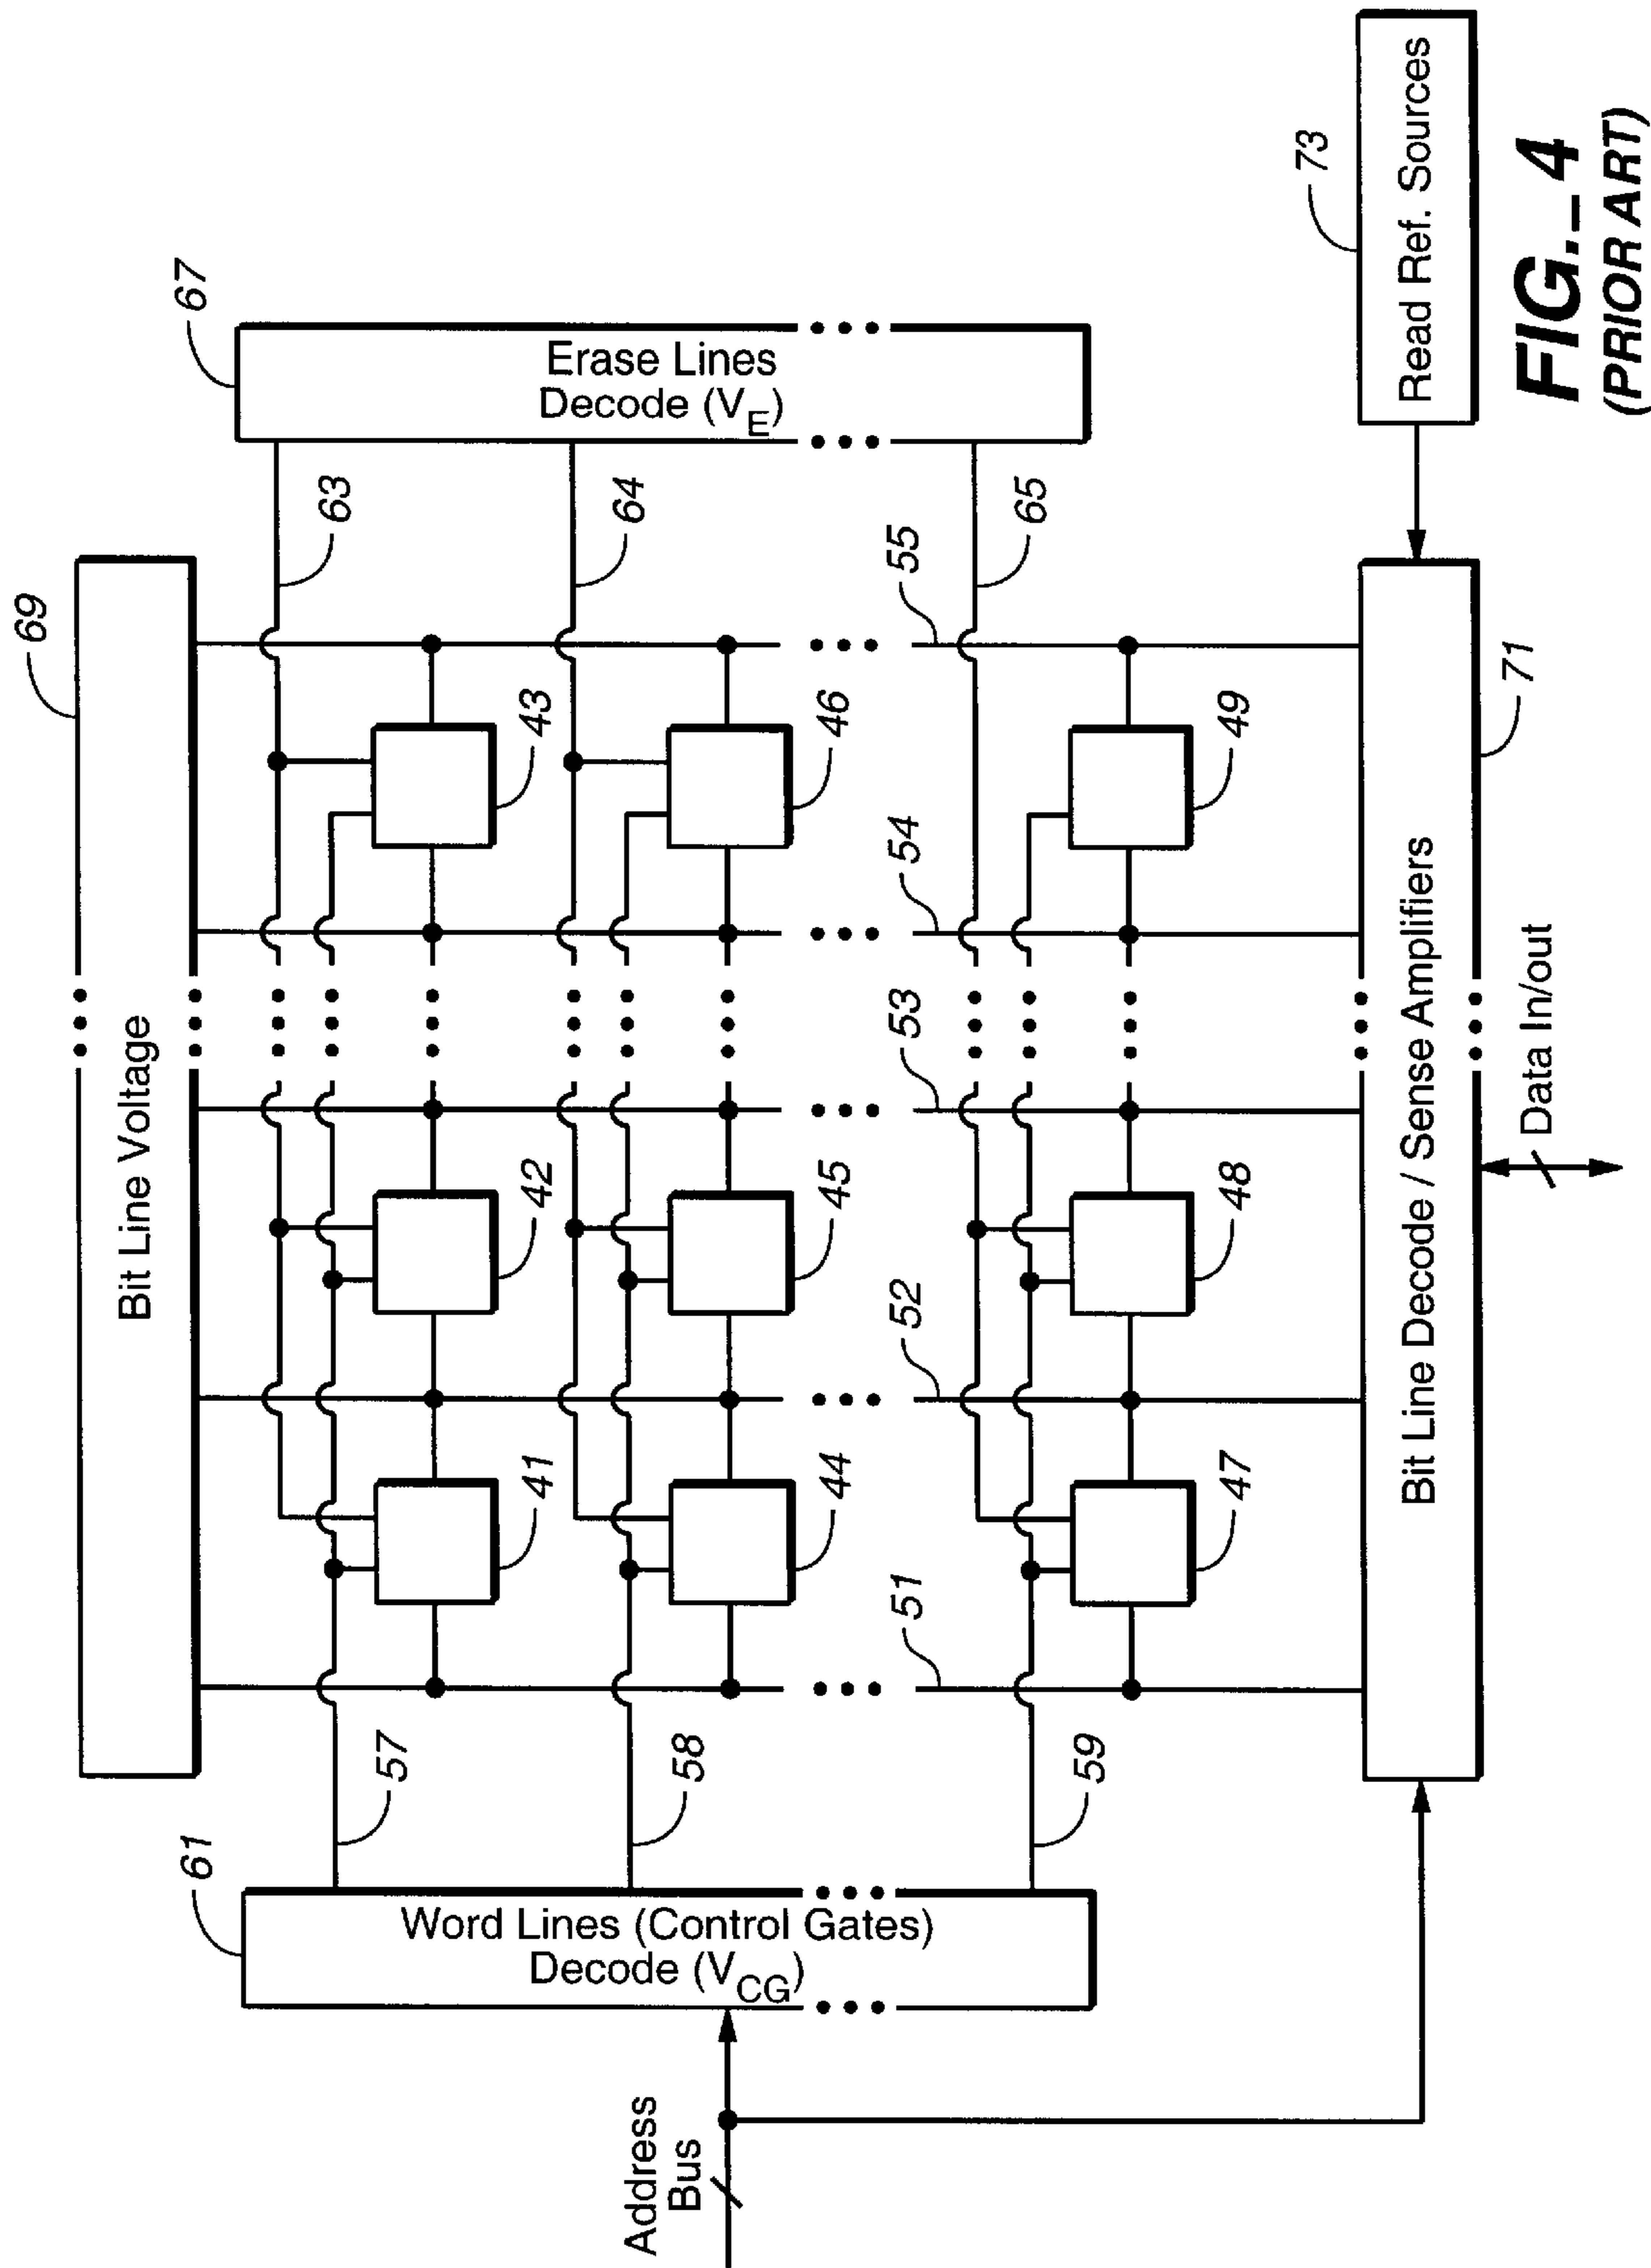 69
Bit Line Voltage
67
Erase Lines
Decode (VE)
61
Word Lines (Control Gates)
Decode (VCG)
57
58
59
63
64
65
41
42
43
44
45
46
47
48
49
51
52
53
54
55
Address
Bus
Bit Line Decode / Sense Amplifiers
71
Data In/out
73
Read Ref. Sources
FIG._4
(PRIOR ART)